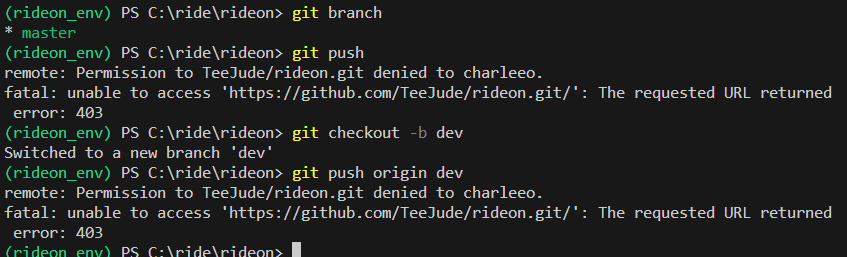 (rideon_env) PS C:\ride\rideon> git branch
* master
(rideon_env) PS C:\ride\rideon> git push
remote: Permission to TeeJude/rideon.git denied to charleeo.
fatal: unable to access 'https://github.com/TeeJude/rideon.git/': The requested URL returned
 error: 403
(rideon_env) PS C:\ride\rideon> git checkout -b dev
Switched to a new branch 'dev'
(rideon_env) PS C:\ride\rideon> git push origin dev
remote: Permission to TeeJude/rideon.git denied to charleeo.
fatal: unable to access 'https://github.com/TeeJude/rideon.git/': The requested URL returned
 error: 403
(rideon_env) PS C:\ride\rideon>